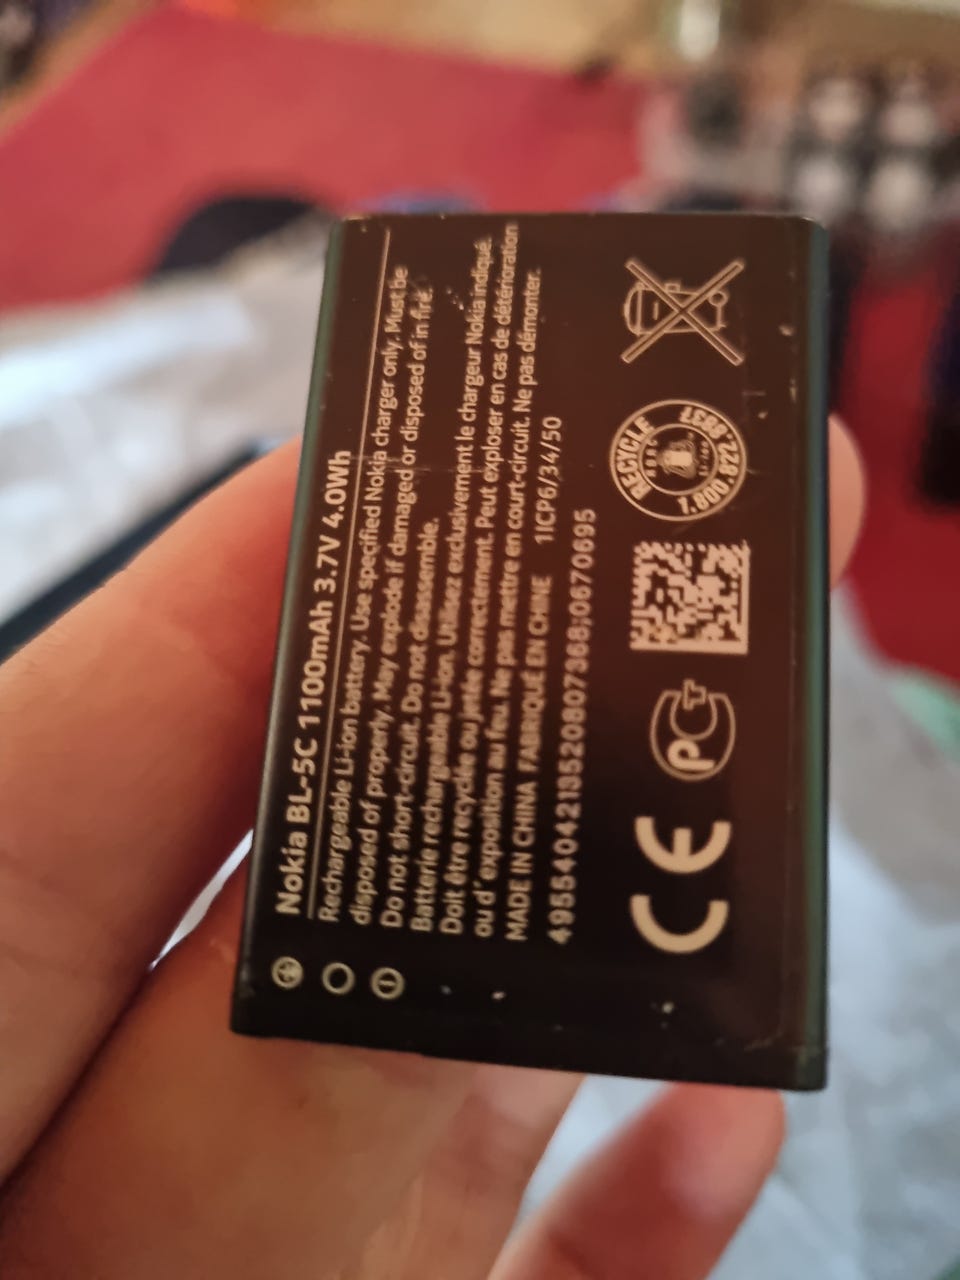 Nokia BL-5C 1100mAh 3.7V 4.0Wh
Rechargeable Li-ion battery. Use specified Nokia charger only. Must be
disposed of properly. May explode if damaged or disposed of in fire.
Do not short-circuit. Do not disassemble.
Batterie rechargeable Li-ion. Utilisez exclusivement le chargeur Nokia indiqué.
Doit être recyclée ou jetée correctement. Peut exploser en cas de détérioration
ou d'exposition au feu. Ne pas mettre en court-circuit. Ne pas démonter.
MADE IN CHINA FABRIQUÉ EN CHINE 1ICP6/34/50
4955404213520807368;0670695
CE
PCT
RECYCLE
1.800.822.8837